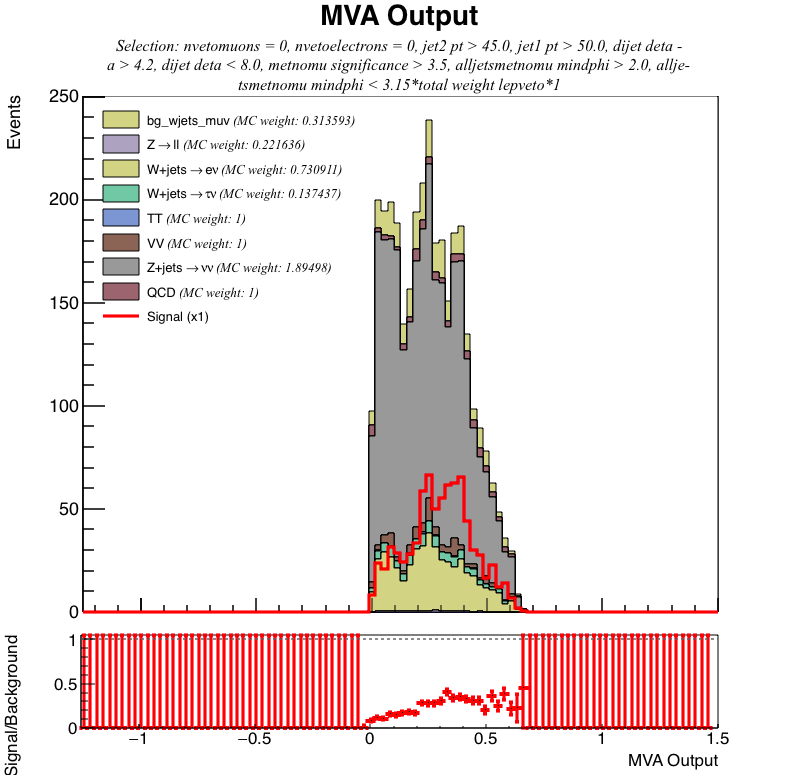 MVA Output
Selection: nvetomuons = 0, nvetoelectrons = 0, jet2 pt > 45.0, jet1 pt > 50.0, dijet deta -
a > 4.2, dijet deta < 8.0, metnomu significance > 3.5, alljetsmetnomu mindphi > 2.0, allje-
tsmetnomu mindphi < 3.15*total weight lepveto*1
Events
250
200
150
100
50
0
bg_wjets_muv (MC weight: 0.313593)
Z→ll (MC weight: 0.221636)
W+jets→eν (MC weight: 0.730911)
W+jets→τν (MC weight: 0.137437)
TT (MC weight: 1)
VV (MC weight: 1)
Z+jets→νν (MC weight: 1.89498)
QCD (MC weight: 1)
Signal (x1)
Signal/Background
1
0.5
0
−1
−0.5
0
0.5
1
1.5
MVA Output